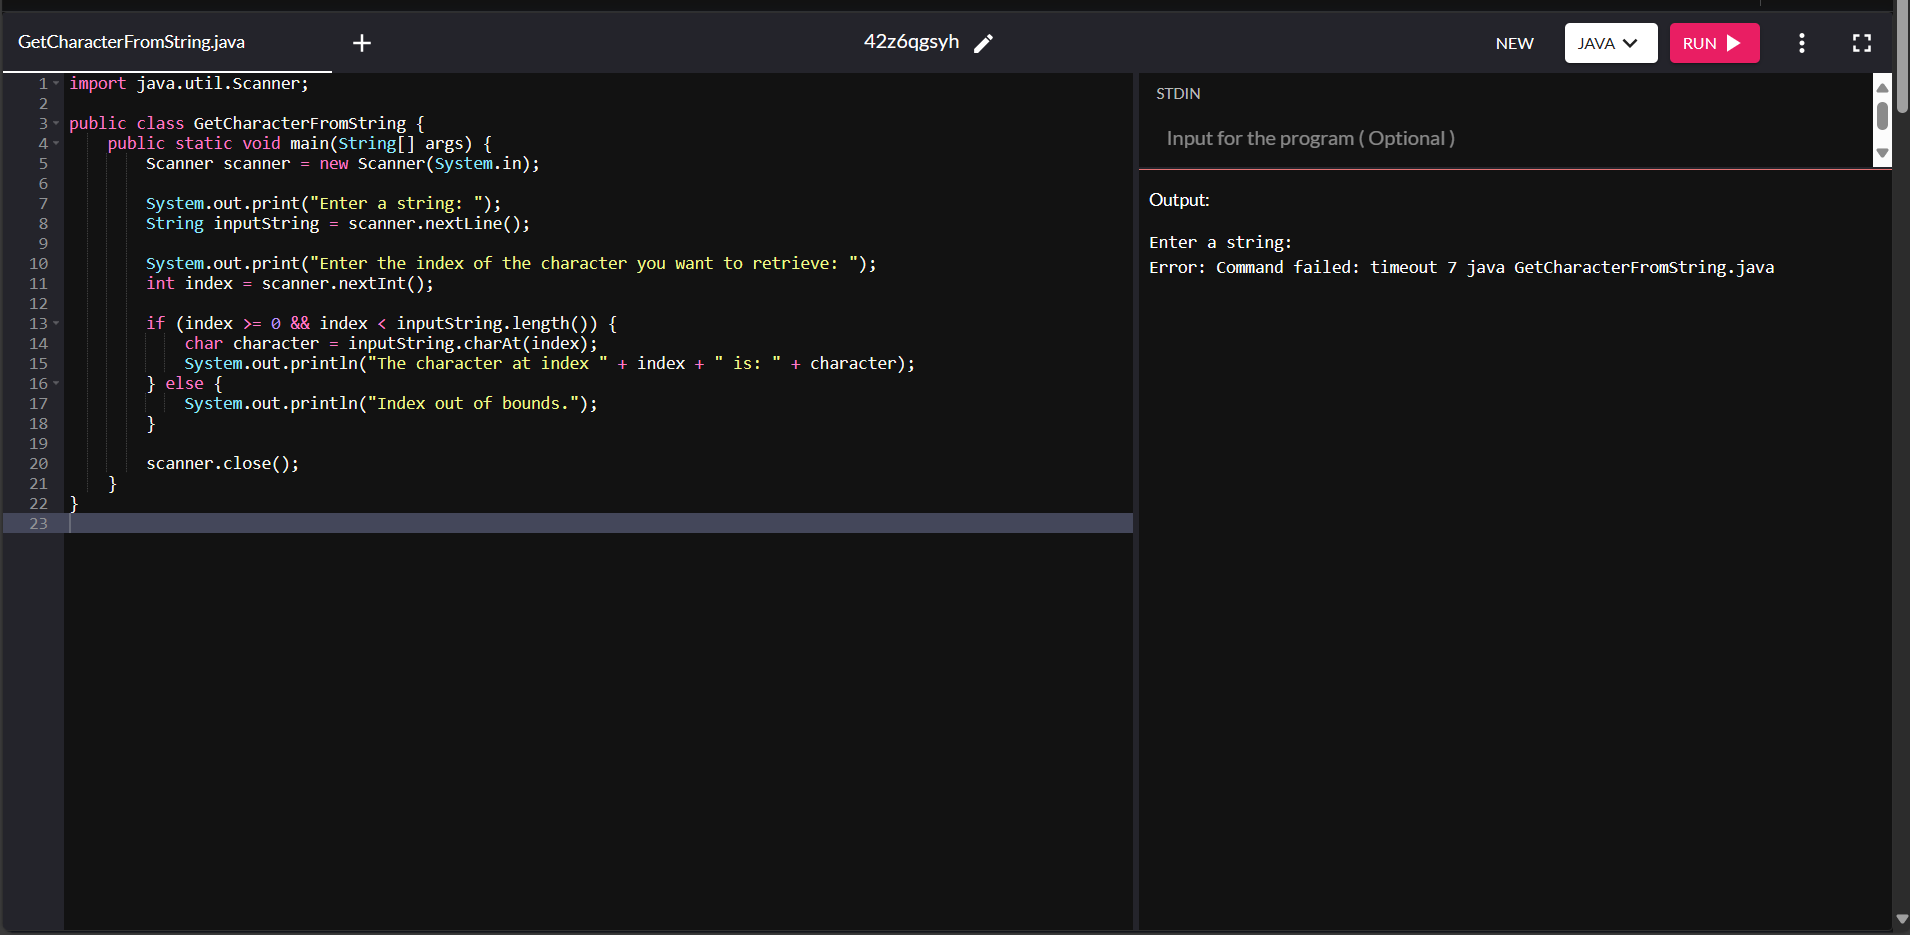 GetCharacterFromString.java
42z6qgsyh
NEW
JAVA
RUN
1 import java.util.Scanner;
2
3 public class GetCharacterFromString {
4     public static void main(String[] args) {
5         Scanner scanner = new Scanner(System.in);
6
7         System.out.print("Enter a string: ");
8         String inputString = scanner.nextLine();
9
10         System.out.print("Enter the index of the character you want to retrieve: ");
11         int index = scanner.nextInt();
12
13         if (index >= 0 && index < inputString.length()) {
14             char character = inputString.charAt(index);
15             System.out.println("The character at index " + index + " is: " + character);
16         } else {
17             System.out.println("Index out of bounds.");
18         }
19
20         scanner.close();
21     }
22 }
23
STDIN
Input for the program ( Optional )
Output:
Enter a string:
Error: Command failed: timeout 7 java GetCharacterFromString.java